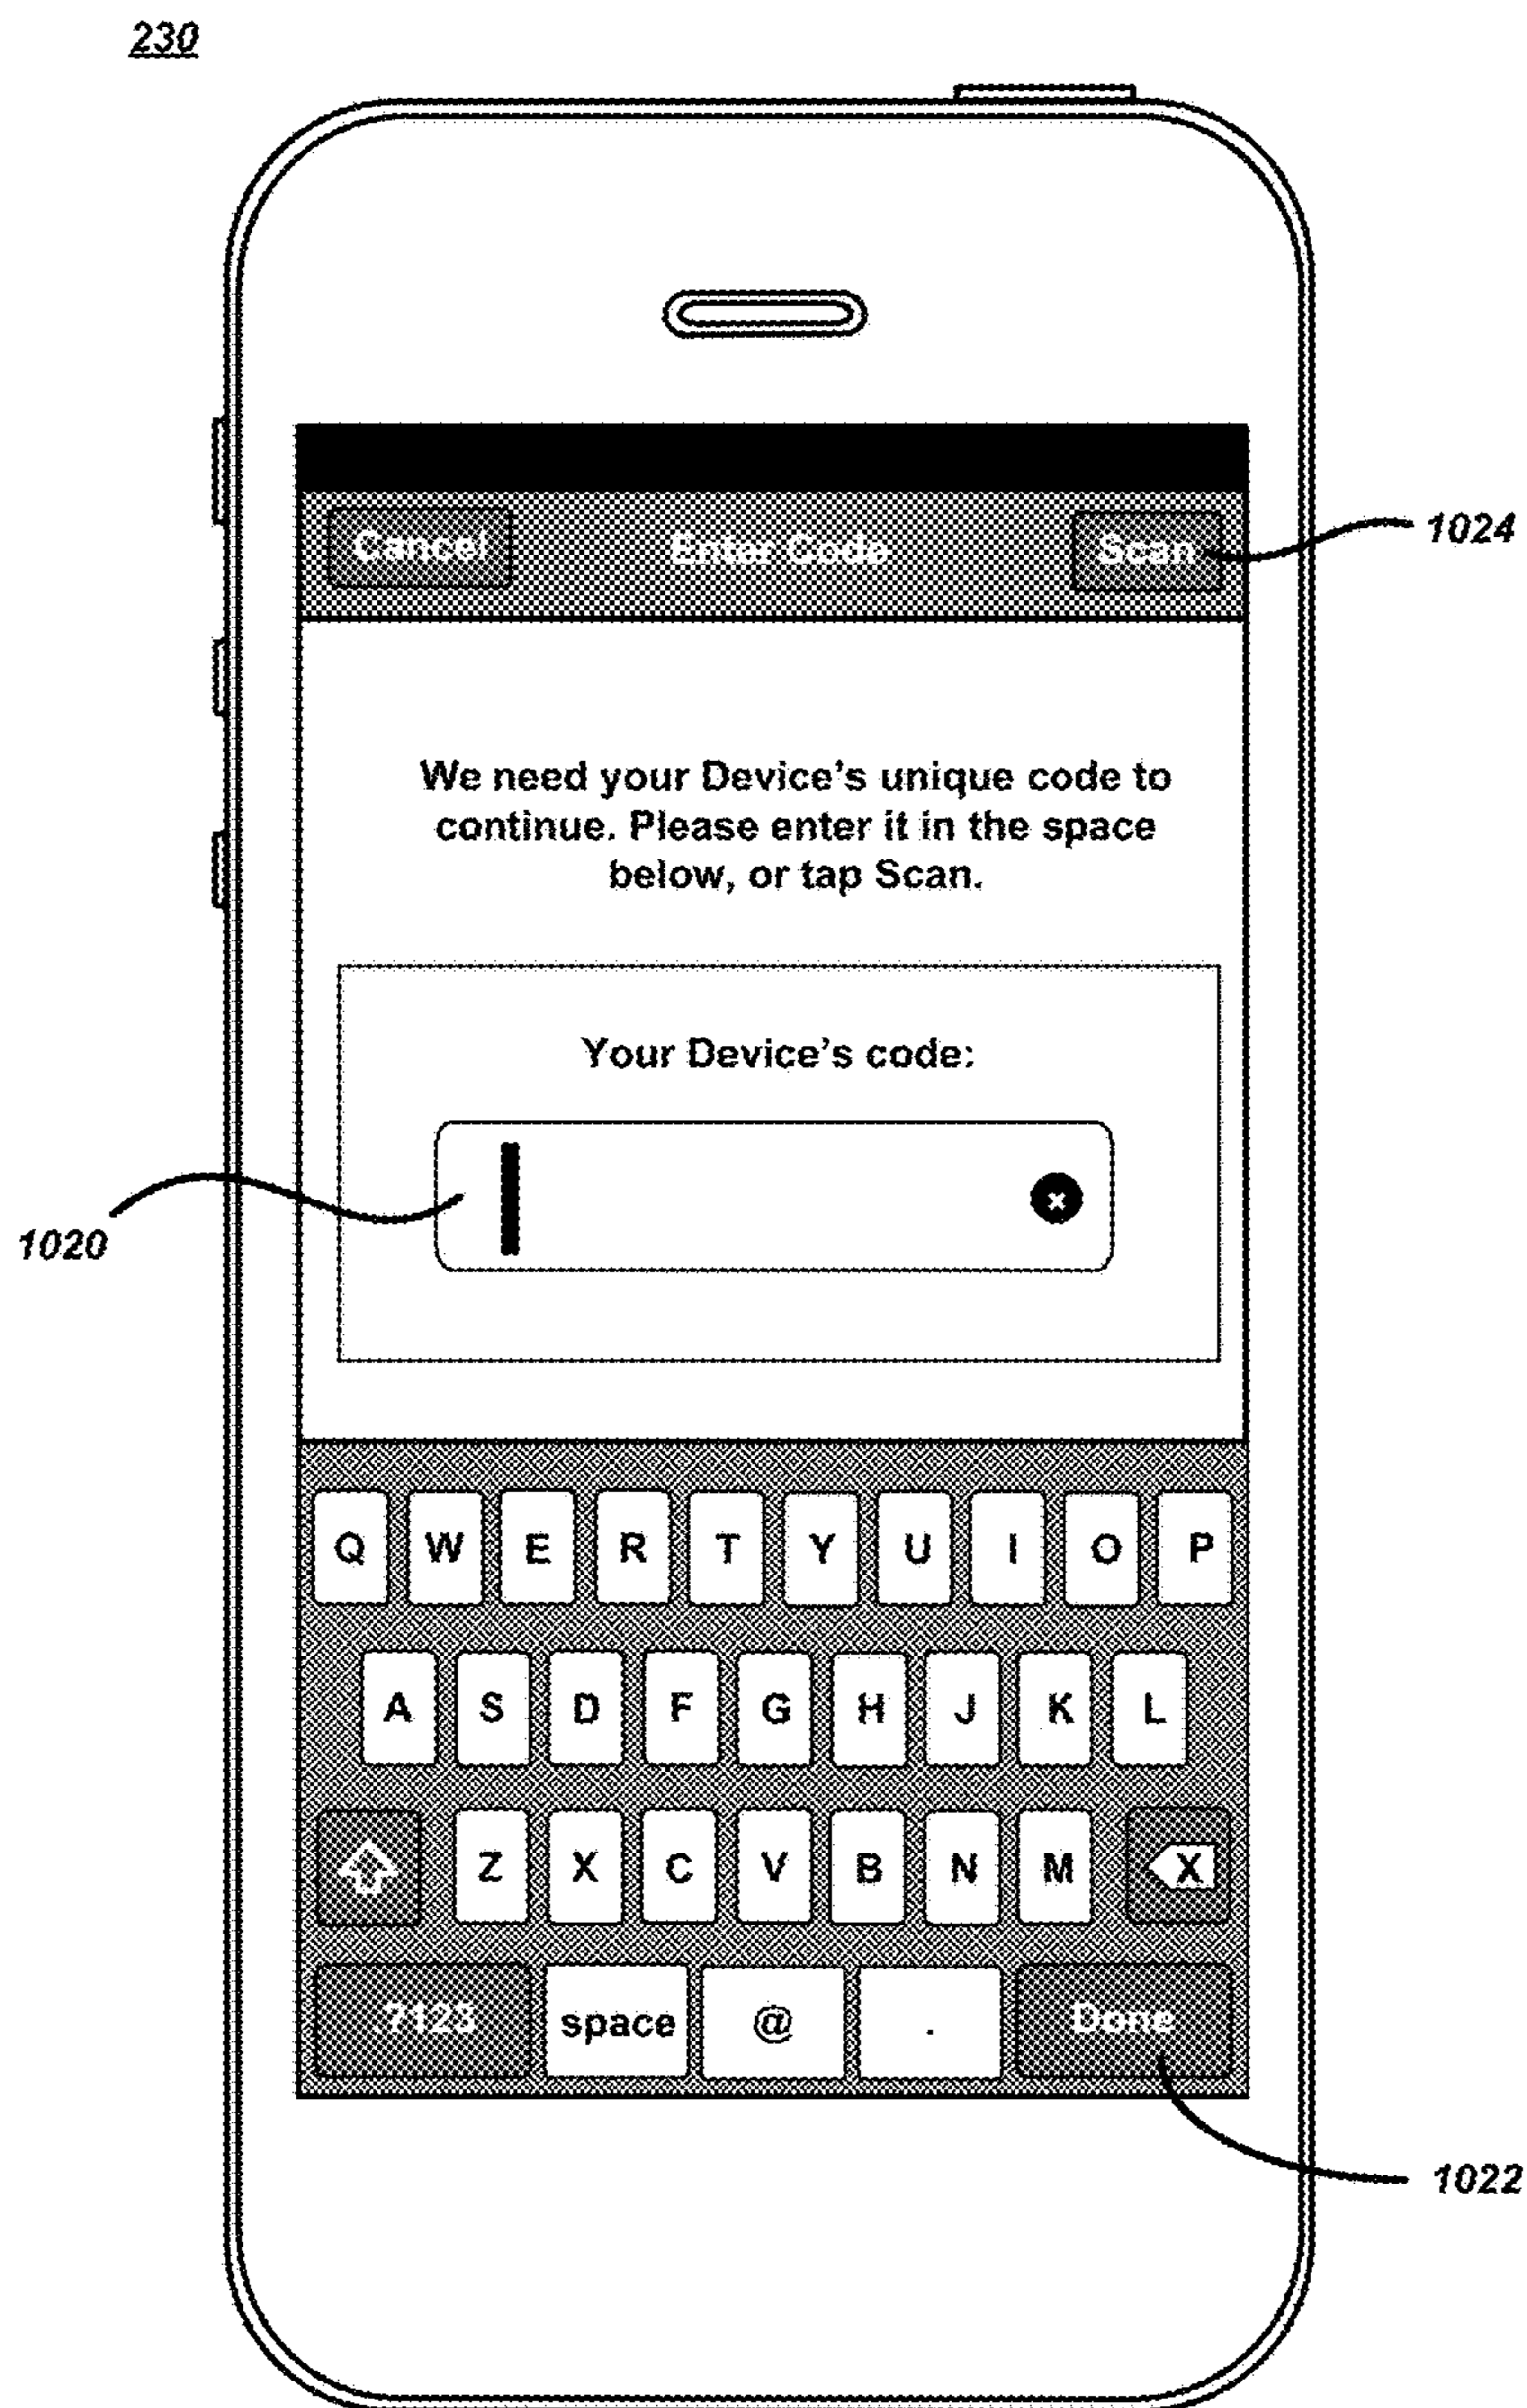 230
Cancel Enter Code Scan
1024
We need your Device's unique code to
continue. Please enter it in the space
below, or tap Scan.
Your Device's code:
x
1020
Q W E R T Y U I O P
A S D F G H J K L
Z X C V B N M X
.?123 space @ . Done
1022